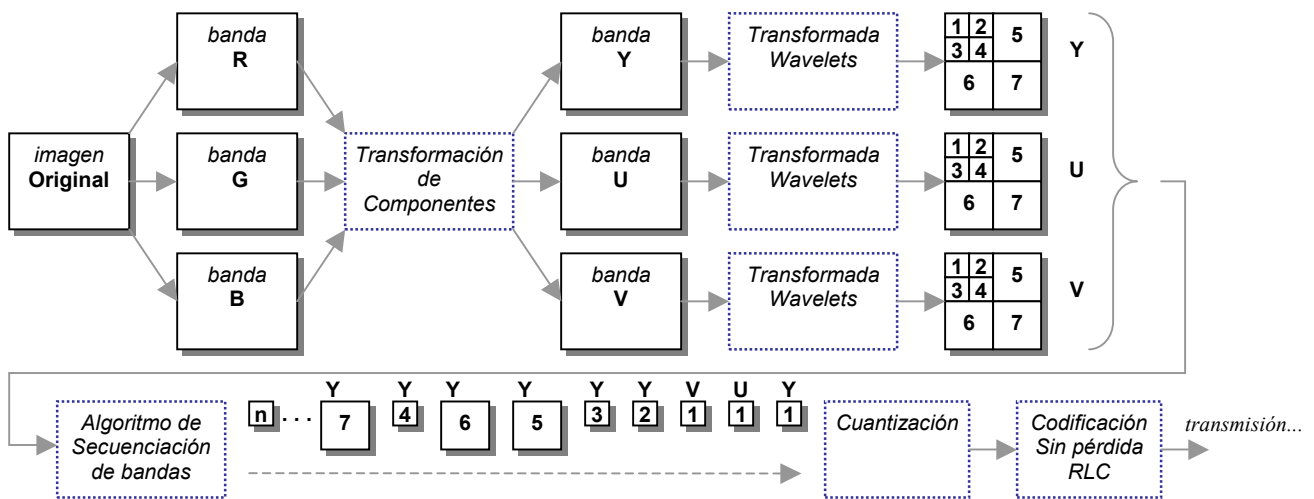 imagen
Original
banda
R
banda
G
banda
B
Transformación
de
Componentes
banda
Y
banda
U
banda
V
Transformada
Wavelets
Transformada
Wavelets
Transformada
Wavelets
1 2 5
3 4
6 7
Y
1 2 5
3 4
6 7
U
1 2 5
3 4
6 7
V
Algoritmo de
Secuenciación
de bandas
Y Y Y Y Y Y V U Y
n . . . 7 4 6 5 3 2 1 1 1
Cuantización
Codificación
Sin pérdida
RLC
transmisión...